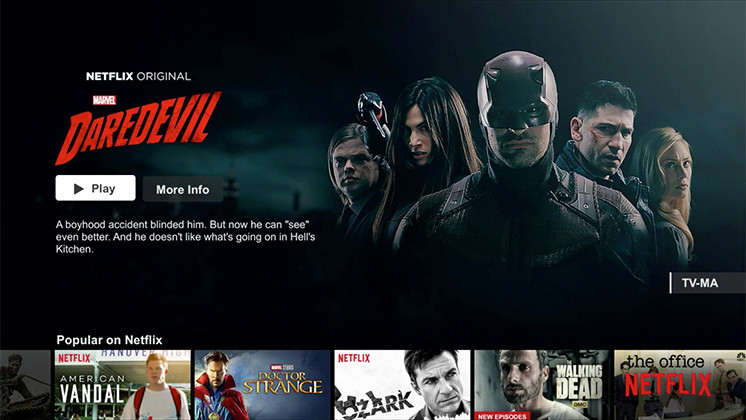 NETFLIX ORIGINAL
MARVEL
DAREDEVIL
Play
More Info
A boyhood accident blinded him. But now he can "see"
even better. And he doesn't like what's going on in Hell's
Kitchen.
TV-MA
Popular on Netflix
NETFLIX
HANOVER HIGH
AMERICAN
VANDAL
MARVEL STUDIOS
DOCTOR
STRANGE
NETFLIX
OZARK
THE
WALKING
DEAD
AMC
NEW EPISODES
the office
NETFLIX